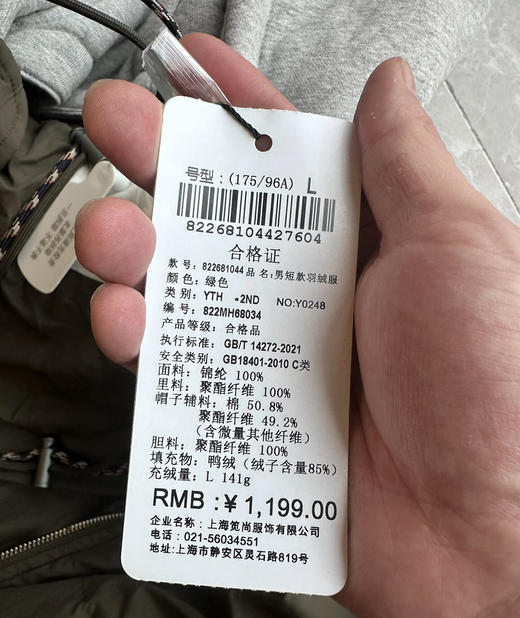 号型：(175/96A) L
82268104427604
合格证
款 号：822681044 品 名：男短款羽绒服
颜 色：绿色
类 别：YTH -2ND NO:Y0248
编 号：822MH68034
产品等级：合格品
执行标准：GB/T 14272-2021
安全类别：GB18401-2010 C类
面料：锦纶 100%
里料：聚酯纤维 100%
帽子辅料：棉 50.8%
聚酯纤维 49.2%
（含微量其他纤维）
胆料：聚酯纤维 100%
填充物：鸭绒（绒子含量85%）
充绒量：L 141g
RMB：¥ 1,199.00
企业名称：上海笕尚服饰有限公司
电话：021-56034551
地址：上海市静安区灵石路819号